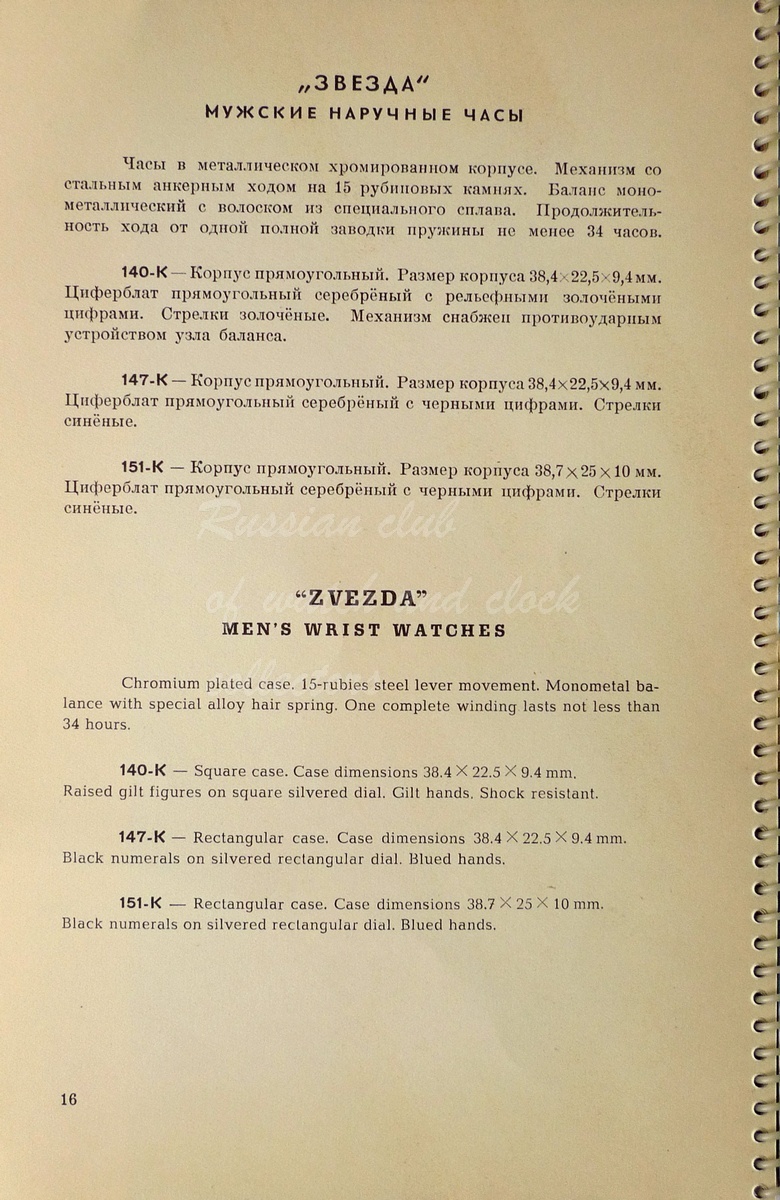 „ЗВЕЗДА“
МУЖСКИЕ НАРУЧНЫЕ ЧАСЫ
Часы в металлическом хромированном корпусе. Механизм со
стальным анкерным ходом на 15 рубиновых камнях. Баланс моно-
металлический с волоском из специального сплава. Продолжитель-
ность хода от одной полной заводки пружины не менее 34 часов.
140-К — Корпус прямоугольный. Размер корпуса 38,4×22,5×9,4 мм.
Циферблат прямоугольный серебрёный с рельефными золочёными
цифрами. Стрелки золочёные. Механизм снабжен противоударным
устройством узла баланса.
147-К — Корпус прямоугольный. Размер корпуса 38,4×22,5×9,4 мм.
Циферблат прямоугольный серебрёный с черными цифрами. Стрелки
синёные.
151-К — Корпус прямоугольный. Размер корпуса 38,7×25×10 мм.
Циферблат прямоугольный серебрёный с черными цифрами. Стрелки
синёные.
Russian club
of watch and clock
“ZVEZDA”
MEN'S WRIST WATCHES
Chromium plated case. 15-rubies steel lever movement. Monometal ba-
lance with special alloy hair spring. One complete winding lasts not less than
34 hours.
140-K — Square case. Case dimensions 38.4 × 22.5 × 9.4 mm.
Raised gilt figures on square silvered dial. Gilt hands. Shock resistant.
147-K — Rectangular case. Case dimensions 38.4 × 22.5 × 9.4 mm.
Black numerals on silvered rectangular dial. Blued hands.
151-K — Rectangular case. Case dimensions 38.7 × 25 × 10 mm.
Black numerals on silvered rectangular dial. Blued hands.
16